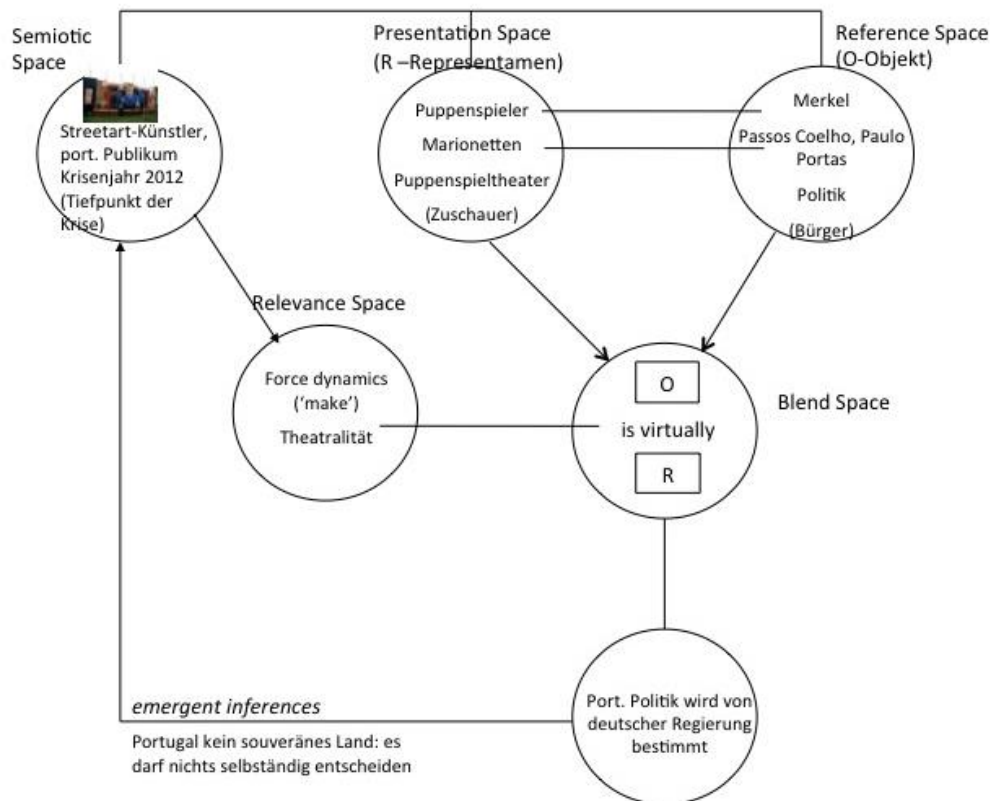 Semiotic
Space
Presentation Space
(R –Representamen)
Reference Space
(O-Objekt)
Streetart-Künstler,
port. Publikum
Krisenjahr 2012
(Tiefpunkt der
Krise)
Puppenspieler
Marionetten
Puppenspieltheater
(Zuschauer)
Merkel
Passos Coelho, Paulo
Portas
Politik
(Bürger)
Relevance Space
Force dynamics
(‘make’)
Theatralität
O
is virtually
R
Blend Space
Port. Politik wird von
deutscher Regierung
bestimmt
emergent inferences
Portugal kein souveränes Land: es
darf nichts selbständig entscheiden